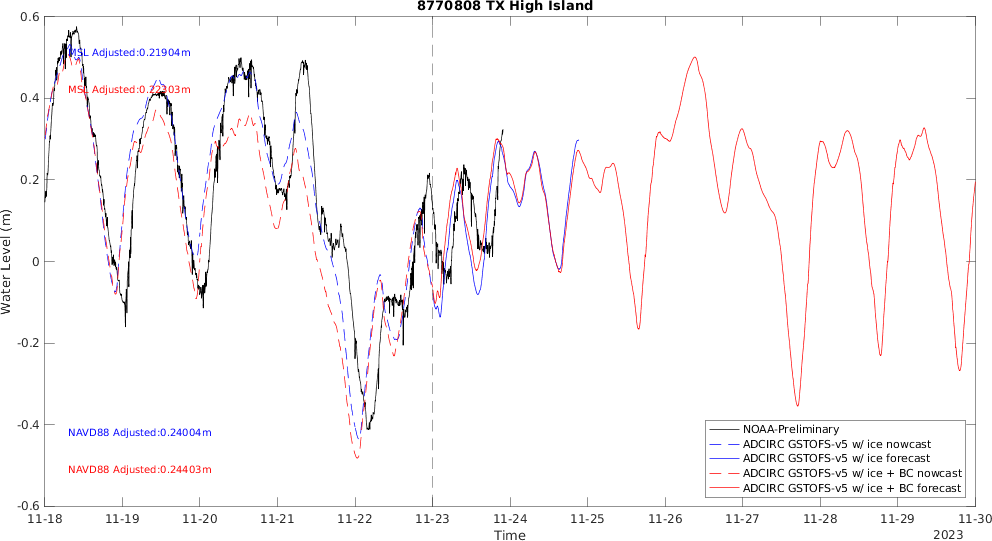 8770808 TX High Island
Water Level (m)
0.6
0.4
0.2
0
-0.2
-0.4
-0.6
MSL Adjusted:0.21904m
MSL Adjusted:0.22303m
NAVD88 Adjusted:0.24004m
NAVD88 Adjusted:0.24403m
NOAA-Preliminary
ADCIRC GSTOFS-v5 w/ ice nowcast
ADCIRC GSTOFS-v5 w/ ice forecast
ADCIRC GSTOFS-v5 w/ ice + BC nowcast
ADCIRC GSTOFS-v5 w/ ice + BC forecast
11-18 11-19 11-20 11-21 11-22 11-23 11-24 11-25 11-26 11-27 11-28 11-29 11-30
Time
2023